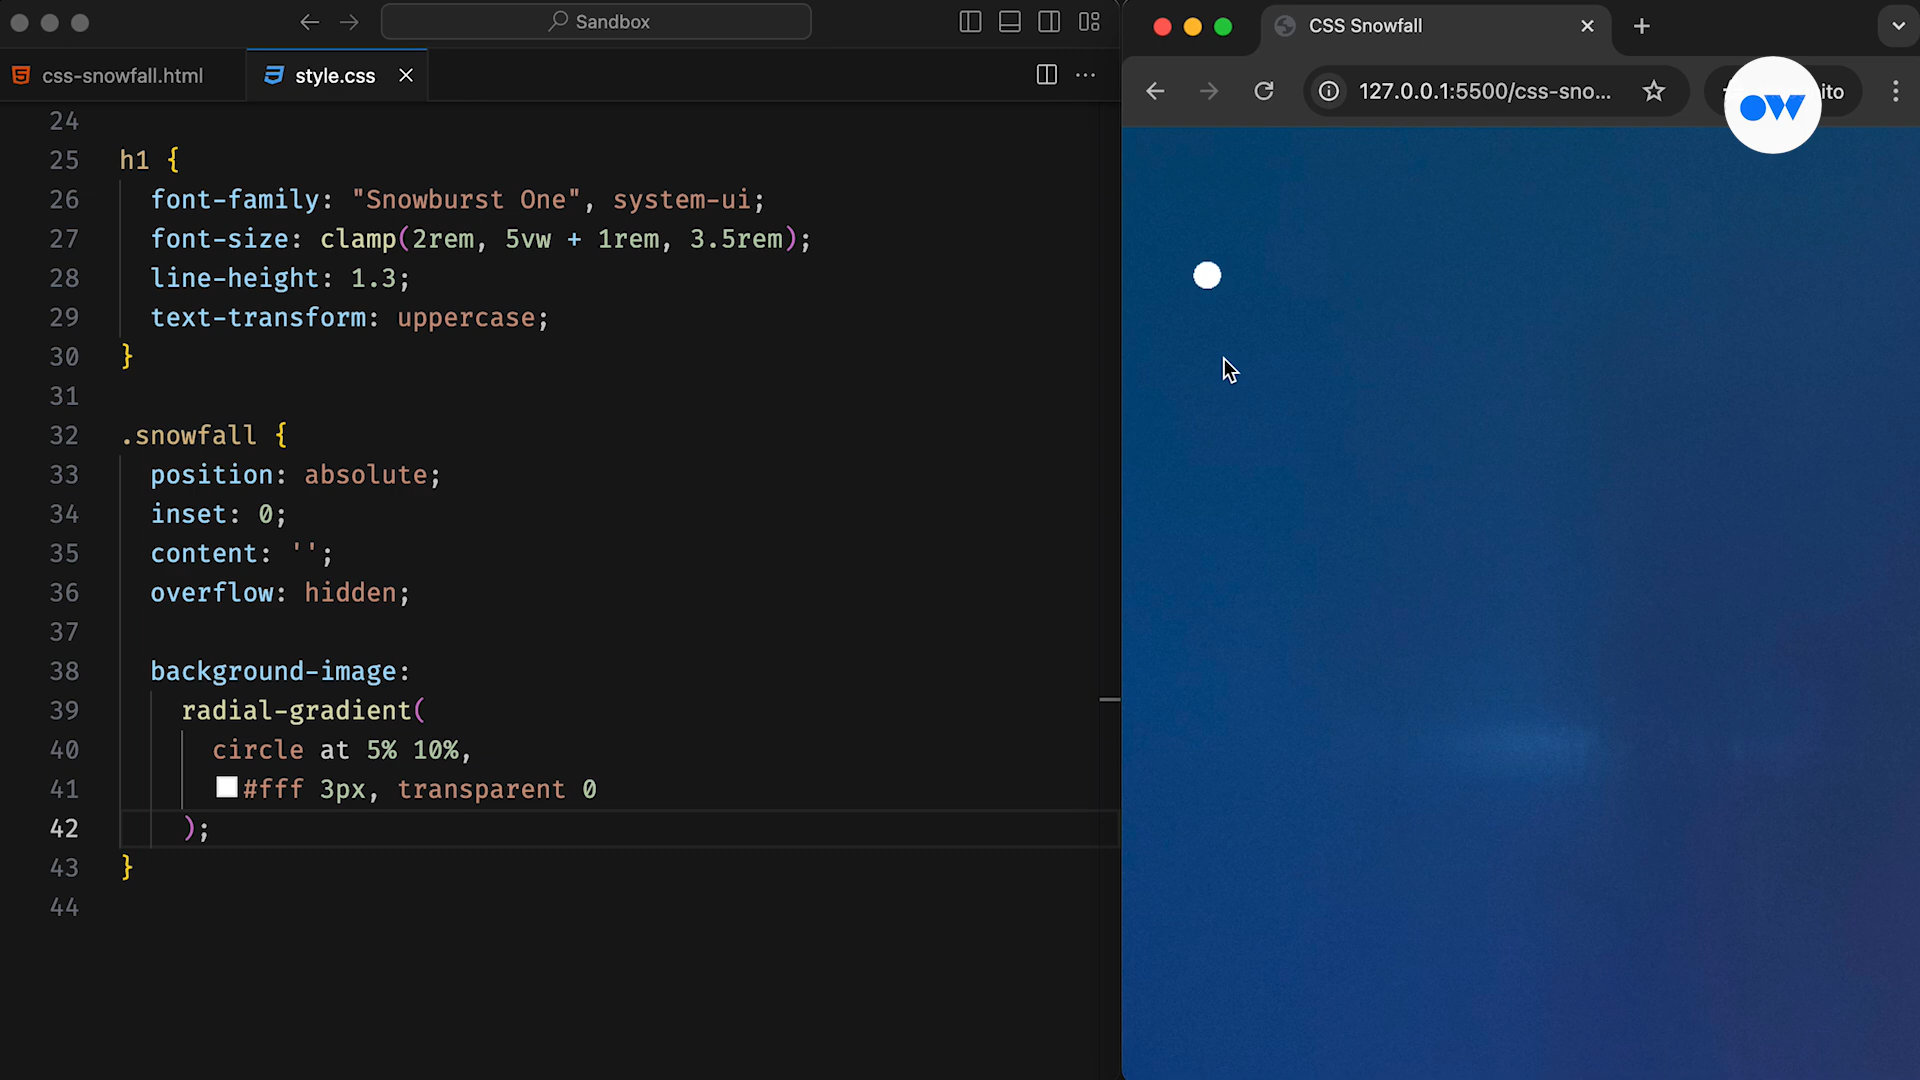 Sandbox
css-snowfall.html
style.css
24
25 h1 {
26 font-family: "Snowburst One", system-ui;
27 font-size: clamp(2rem, 5vw + 1rem, 3.5rem);
28 line-height: 1.3;
29 text-transform: uppercase;
30 }
31
32 .snowfall {
33 position: absolute;
34 inset: 0;
35 content: '';
36 overflow: hidden;
37
38 background-image:
39 radial-gradient(
40 circle at 5% 10%,
41 #fff 3px, transparent 0
42 );
43 }
44
CSS Snowfall
127.0.0.1:5500/css-sno...
ito
OW